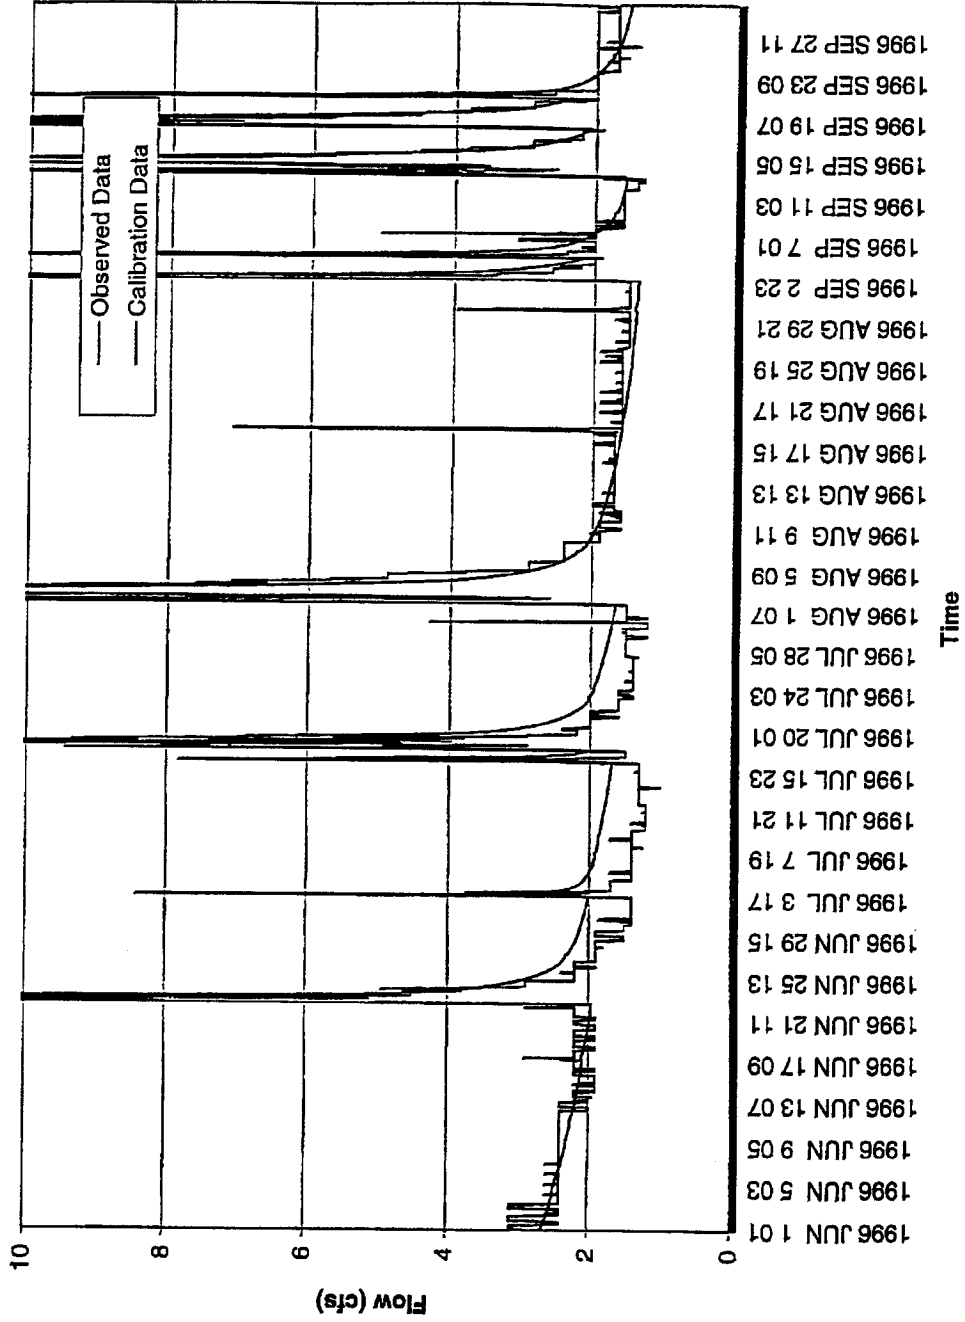 Observed Data
Calibration Data
Flow (cfs)
10
8
6
4
2
0
1996 JUN 1 01
1996 JUN 5 03
1996 JUN 9 05
1996 JUN 13 07
1996 JUN 17 09
1996 JUN 21 11
1996 JUN 25 13
1996 JUN 29 15
1996 JUL 3 17
1996 JUL 7 19
1996 JUL 11 21
1996 JUL 15 23
1996 JUL 20 01
1996 JUL 24 03
1996 JUL 28 05
1996 AUG 1 07
1996 AUG 5 09
1996 AUG 9 11
1996 AUG 13 13
1996 AUG 17 15
1996 AUG 21 17
1996 AUG 25 19
1996 AUG 29 21
1996 SEP 2 23
1996 SEP 7 01
1996 SEP 11 03
1996 SEP 15 05
1996 SEP 19 07
1996 SEP 23 09
1996 SEP 27 11
Time